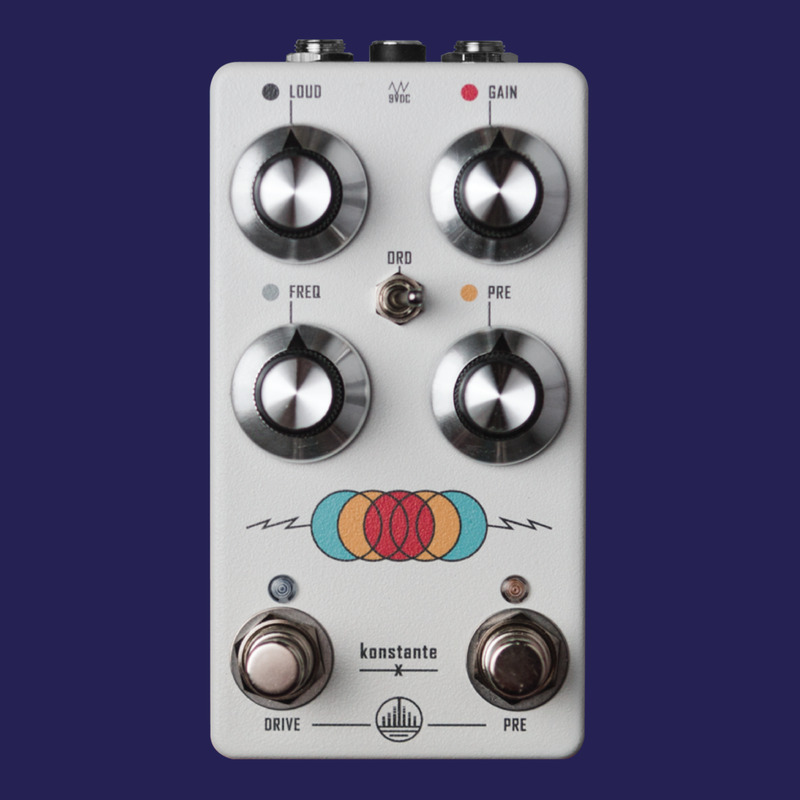 LOUD
9VDC
GAIN
ORD
FREQ
PRE
konstante
X
DRIVE
PRE